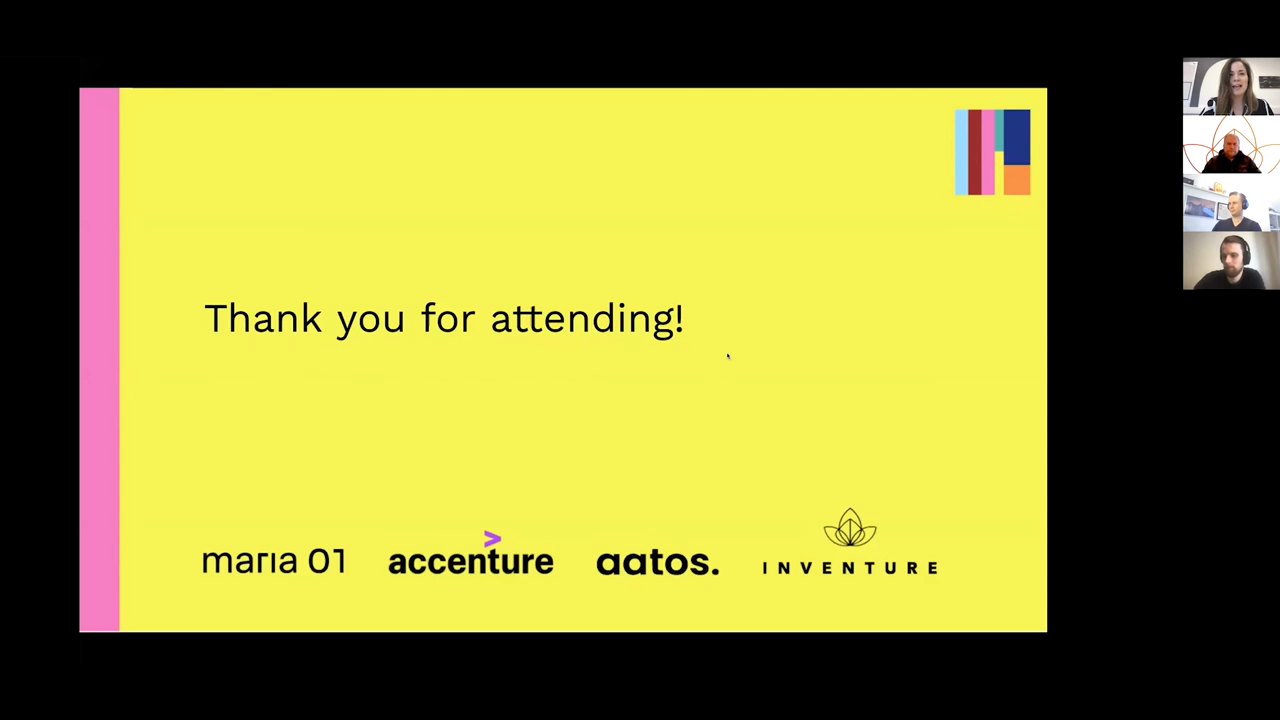 Thank you for attending!
maria 01
accenture
aatos.
INVENTURE